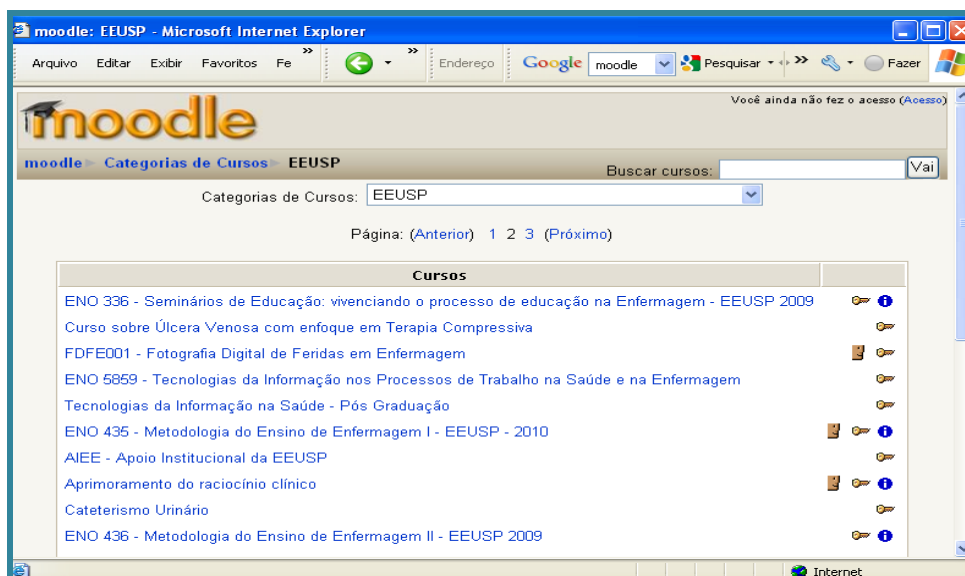 moodle: EEUSP - Microsoft Internet Explorer
Arquivo Editar Exibir Favoritos Fe » » Endereço Google moodle Pesquisar » Fazer
moodle
Você ainda não fez o acesso (Acesso)
moodle ► Categorias de Cursos ► EEUSP
Buscar cursos: Vai
Categorias de Cursos: EEUSP
Página: (Anterior) 1 2 3 (Próximo)
Cursos
ENO 336 - Seminários de Educação: vivenciando o processo de educação na Enfermagem - EEUSP 2009
Curso sobre Úlcera Venosa com enfoque em Terapia Compressiva
FDFE001 - Fotografia Digital de Feridas em Enfermagem
ENO 5859 - Tecnologias da Informação nos Processos de Trabalho na Saúde e na Enfermagem
Tecnologias da Informação na Saúde - Pós Graduação
ENO 435 - Metodologia do Ensino de Enfermagem I - EEUSP - 2010
AIEE - Apoio Institucional da EEUSP
Aprimoramento do raciocínio clínico
Cateterismo Urinário
ENO 436 - Metodologia do Ensino de Enfermagem II - EEUSP 2009
Internet